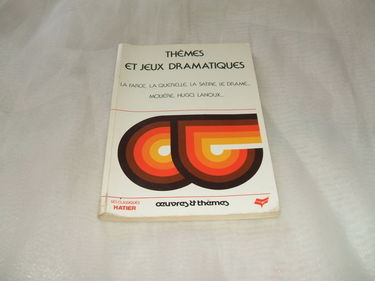 THÈMES
ET JEUX DRAMATIQUES
LA FARCE, LA QUERELLE, LA SATIRE, LE DRAME...
MOLIÈRE, HUGO, LANOUX...
LES CLASSIQUES
HATIER
œuvres & thèmes